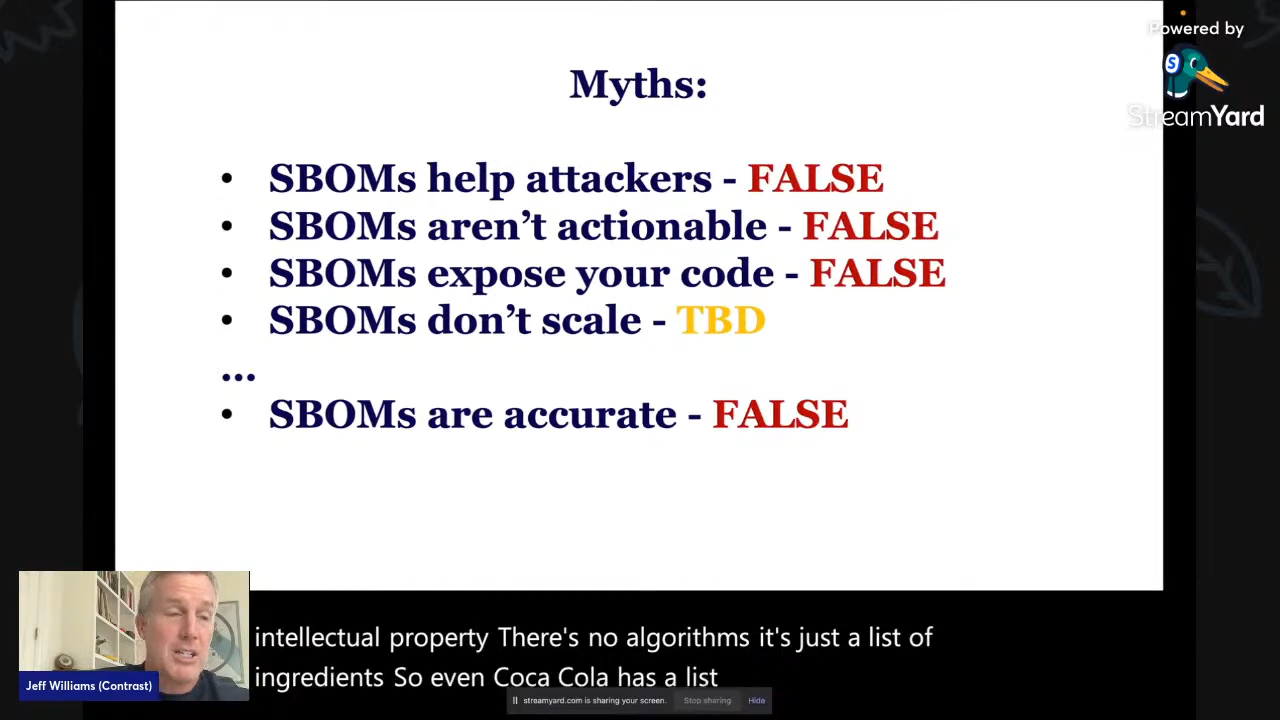 Powered by
StreamYard
Myths:
• SBOMs help attackers - FALSE
• SBOMs aren’t actionable - FALSE
• SBOMs expose your code - FALSE
• SBOMs don’t scale - TBD
...
• SBOMs are accurate - FALSE
intellectual property There's no algorithms it's just a list of
ingredients So even Coca Cola has a list
Jeff Williams (Contrast)
streamyard.com is sharing your screen. Stop sharing Hide